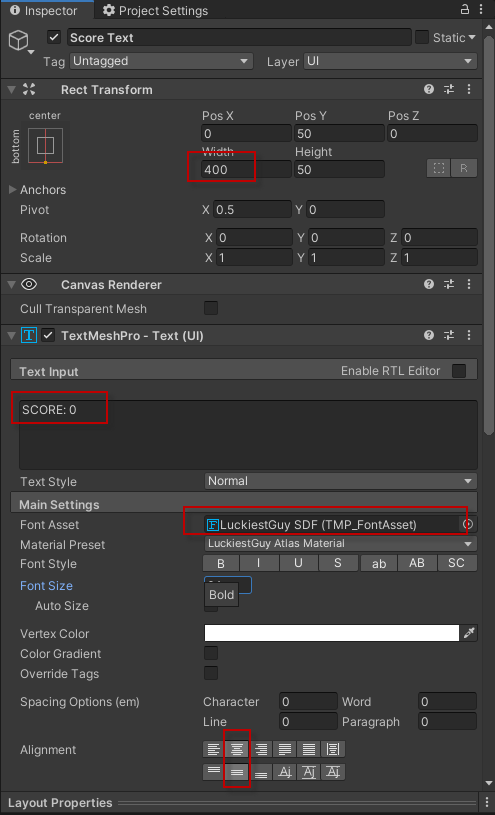 Inspector Project Settings
Score Text Static
Tag Untagged Layer UI
Rect Transform
center Pos X Pos Y Pos Z
bottom 0 50 0
Width Height
400 50 R
Anchors
Pivot X 0.5 Y 0
Rotation X 0 Y 0 Z 0
Scale X 1 Y 1 Z 1
Canvas Renderer
Cull Transparent Mesh
TextMeshPro - Text (UI)
Text Input Enable RTL Editor
SCORE: 0
Text Style Normal
Main Settings
Font Asset LuckiestGuy SDF (TMP_FontAsset)
Material Preset LuckiestGuy Atlas Material
Font Style B I U S ab AB SC
Font Size
Bold
Auto Size
Vertex Color
Color Gradient
Override Tags
Spacing Options (em) Character 0 Word 0
Line 0 Paragraph 0
Alignment
Layout Properties